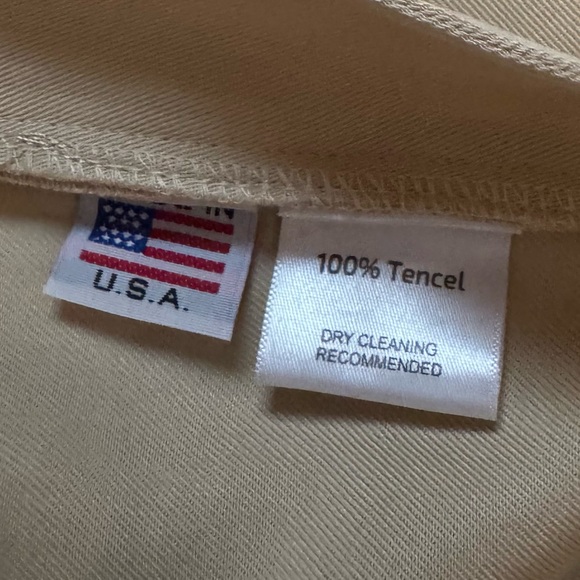 U.S.A.
100% Tencel
DRY CLEANING
RECOMMENDED